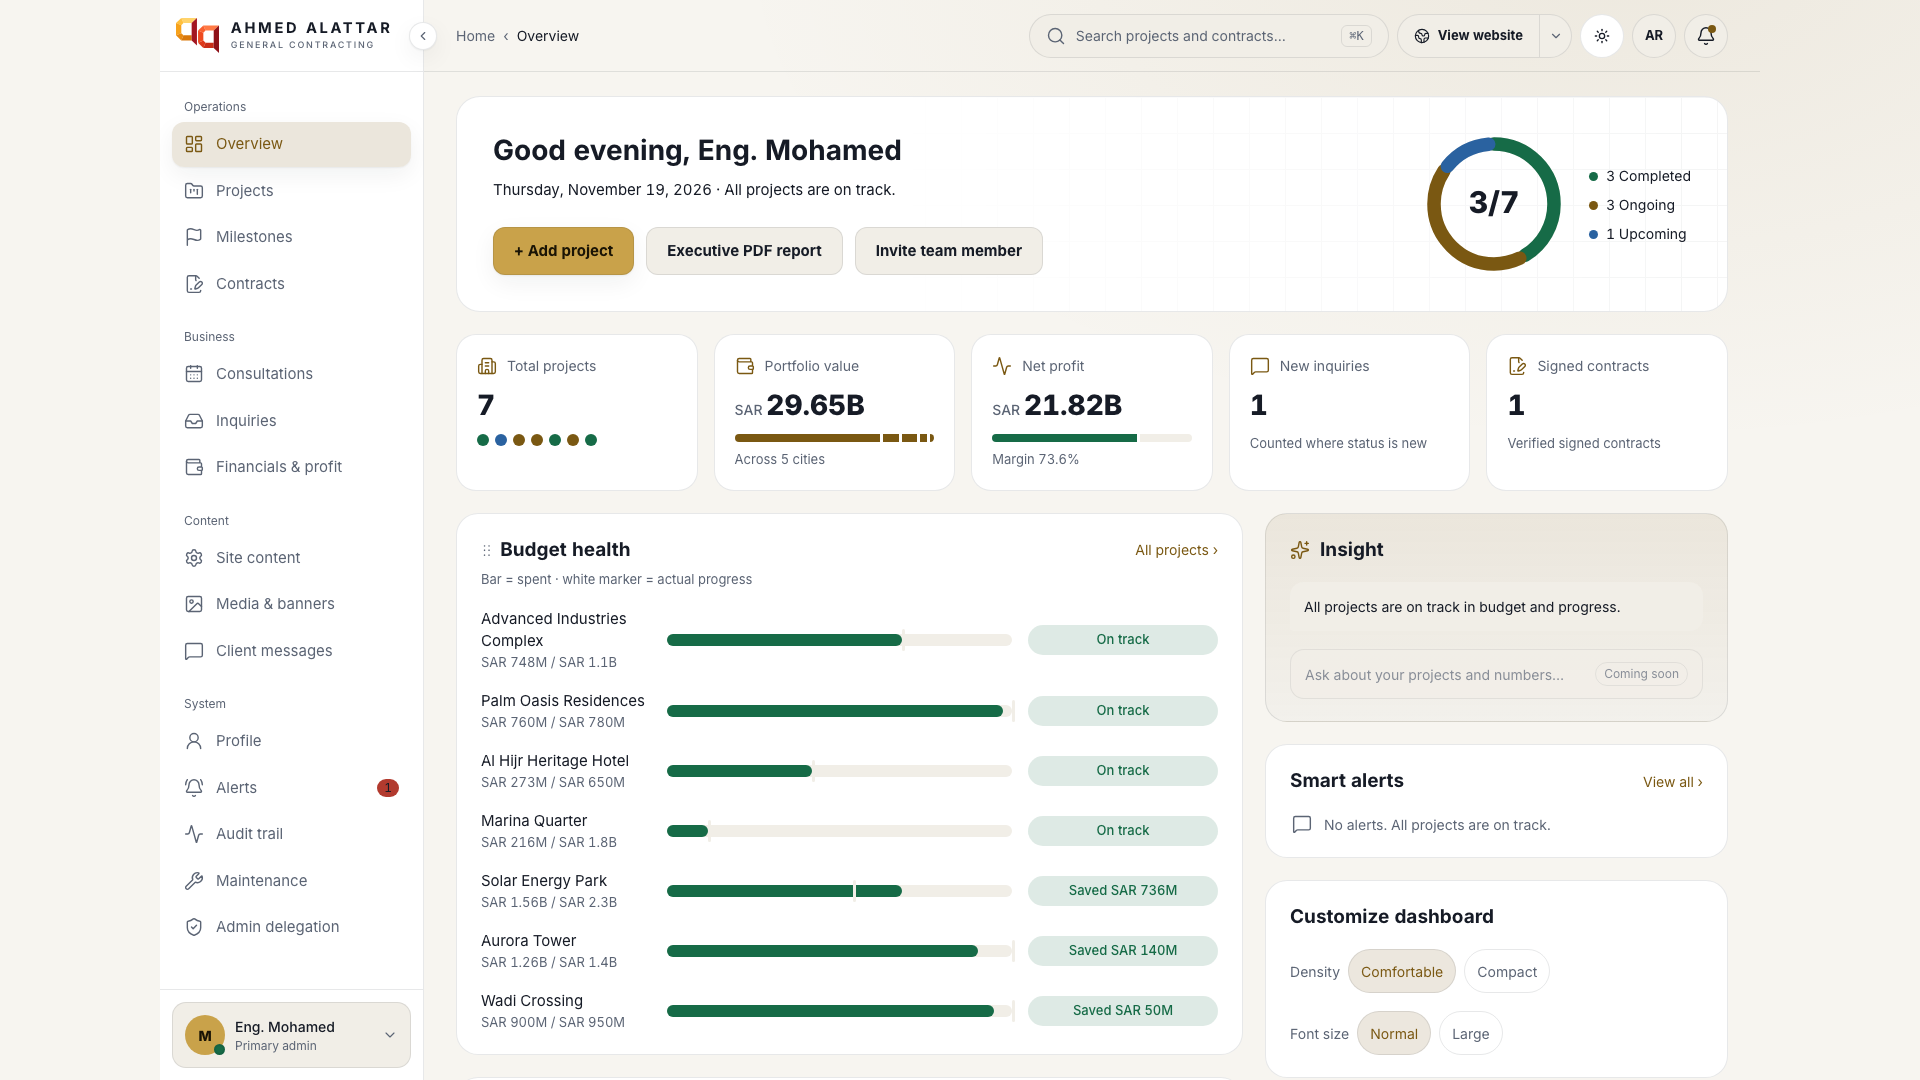 AHMED ALATTAR
GENERAL CONTRACTING
Home ‹ Overview
Search projects and contracts...
⌘K
View website
AR
Operations
Overview
Projects
Milestones
Contracts
Business
Consultations
Inquiries
Financials & profit
Content
Site content
Media & banners
Client messages
System
Profile
Alerts
1
Audit trail
Maintenance
Admin delegation
M
Eng. Mohamed
Primary admin
Good evening, Eng. Mohamed
Thursday, November 19, 2026 · All projects are on track.
+ Add project
Executive PDF report
Invite team member
3/7
3 Completed
3 Ongoing
1 Upcoming
Total projects
7
Portfolio value
SAR 29.65B
Across 5 cities
Net profit
SAR 21.82B
Margin 73.6%
New inquiries
1
Counted where status is new
Signed contracts
1
Verified signed contracts
Budget health
All projects ›
Bar = spent · white marker = actual progress
Advanced Industries
Complex
SAR 748M / SAR 1.1B
On track
Palm Oasis Residences
SAR 760M / SAR 780M
On track
Al Hijr Heritage Hotel
SAR 273M / SAR 650M
On track
Marina Quarter
SAR 216M / SAR 1.8B
On track
Solar Energy Park
SAR 1.56B / SAR 2.3B
Saved SAR 736M
Aurora Tower
SAR 1.26B / SAR 1.4B
Saved SAR 140M
Wadi Crossing
SAR 900M / SAR 950M
Saved SAR 50M
Insight
All projects are on track in budget and progress.
Ask about your projects and numbers...
Coming soon
Smart alerts
View all ›
No alerts. All projects are on track.
Customize dashboard
Density
Comfortable
Compact
Font size
Normal
Large